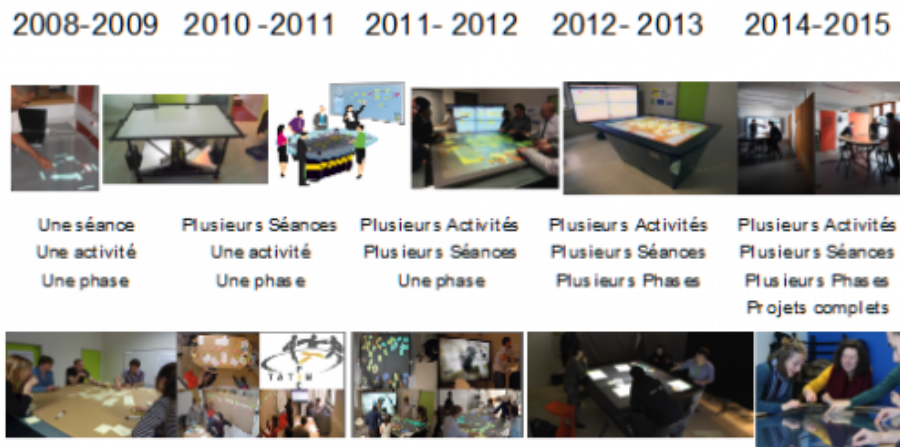 2008-2009
2010 -2011
2011- 2012
2012- 2013
2014-2015
Une séance
Une activité
Une phase
Plusieurs Séances
Une activité
Une phase
Plusieurs Activités
Plusieurs Séances
Une phase
Plusieurs Activités
Plusieurs Séances
Plusieurs Phases
Plusieurs Activités
Plusieurs Séances
Plusieurs Phases
Projets complets